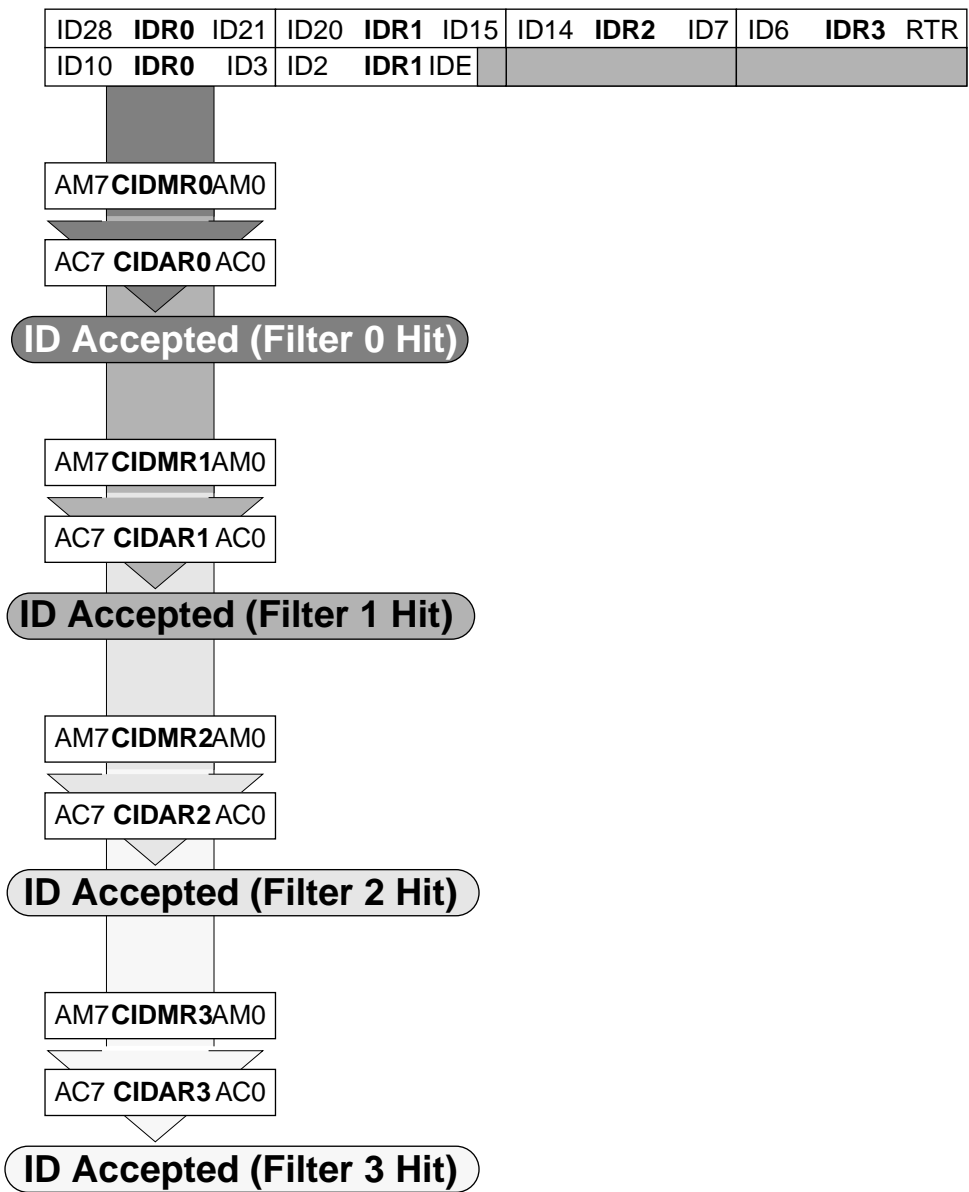 ID28 IDR0 ID21 ID20 IDR1 ID15 ID14 IDR2 ID7 ID6 IDR3 RTR
ID10 IDR0 ID3 ID2 IDR1 IDE
AM7 CIDMR0 AM0
AC7 CIDAR0 AC0
ID Accepted (Filter 0 Hit)
AM7 CIDMR1 AM0
AC7 CIDAR1 AC0
ID Accepted (Filter 1 Hit)
AM7 CIDMR2 AM0
AC7 CIDAR2 AC0
ID Accepted (Filter 2 Hit)
AM7 CIDMR3 AM0
AC7 CIDAR3 AC0
ID Accepted (Filter 3 Hit)